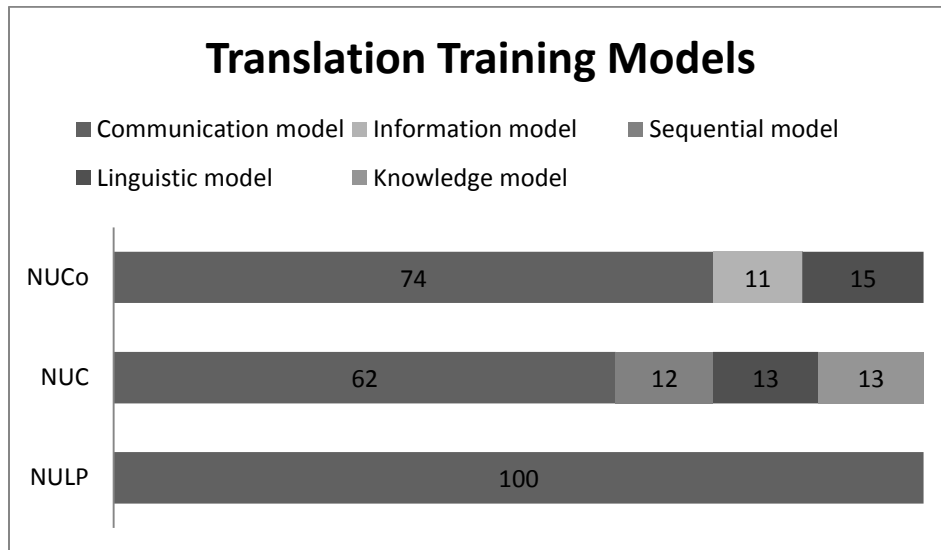 Translation Training Models
Communication model Information model Sequential model
Linguistic model Knowledge model
NUCo 74 11 15
NUC 62 12 13 13
NULP 100